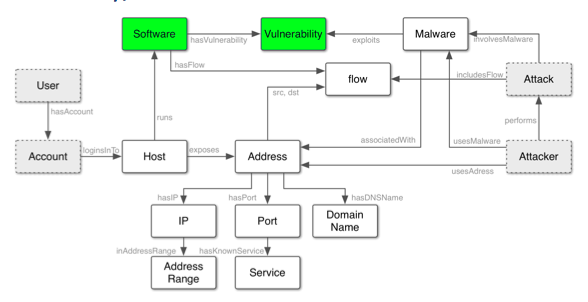 Software
hasVulnerability
Vulnerability
exploits
Malware
involvesMalware
hasFlow
flow
includesFlow
Attack
User
src, dst
hasAccount
runs
performs
associatedWith
usesMalware
Account
loginsInTo
Host
exposes
Address
Attacker
usesAdress
hasIP
hasPort
hasDNSName
IP
Port
Domain
Name
inAddressRange
hasKnownService
Address
Range
Service